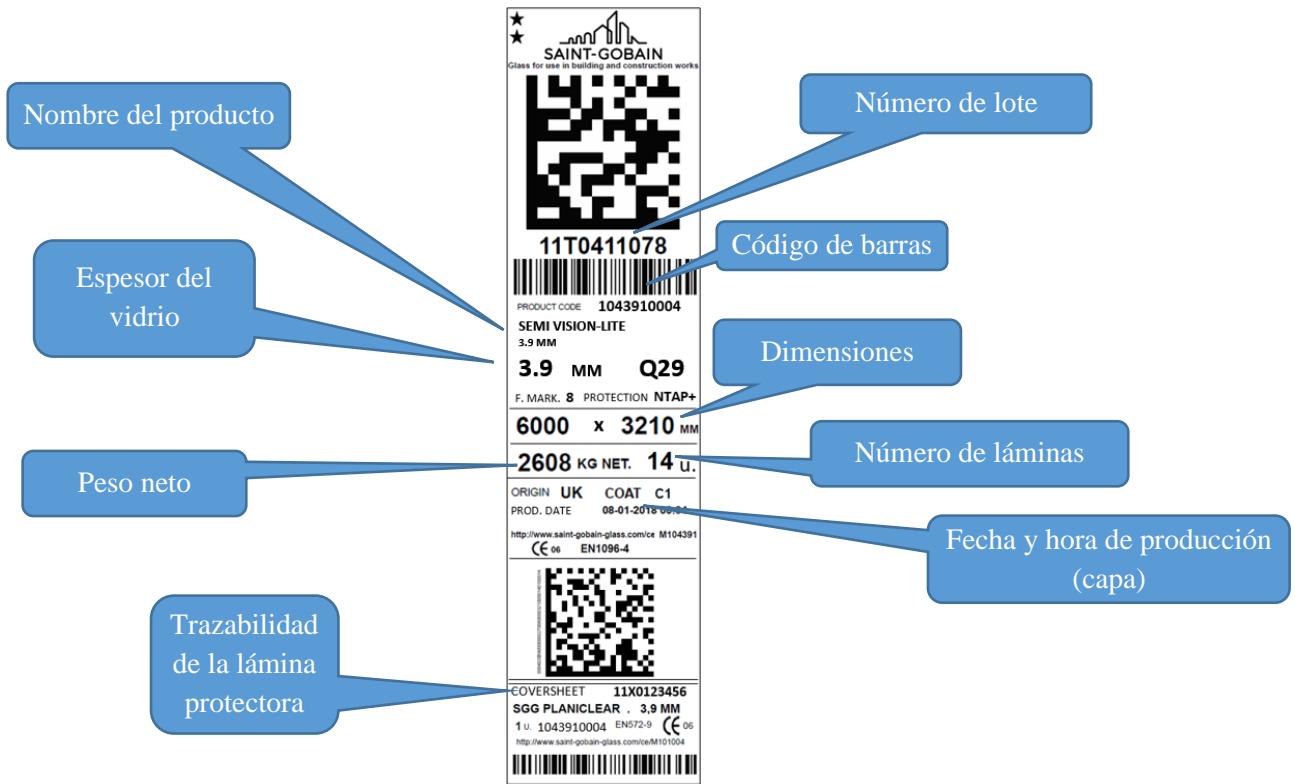 SAINT-GOBAIN
Glass for use in building and construction works
Nombre del producto
Número de lote
11T0411078
Código de barras
Espesor del
vidrio
PRODUCT CODE 1043910004
SEMI VISION-LITE
3.9 MM
3.9 MM Q29
Dimensiones
F. MARK. 8 PROTECTION NTAP+
6000 x 3210 MM
Número de láminas
2608 KG NET. 14 u.
Peso neto
ORIGIN UK COAT C1
PROD. DATE 08-01-2018
Fecha y hora de producción
(capa)
http://www.saint-gobain-glass.com/ce M104391
CE 06 EN1096-4
Trazabilidad
de la lámina
protectora
COVERSHEET 11X0123456
SGG PLANICLEAR . 3,9 MM
1 U. 1043910004 EN572-9 CE 06
http://www.saint-gobain-glass.com/ce/M101004